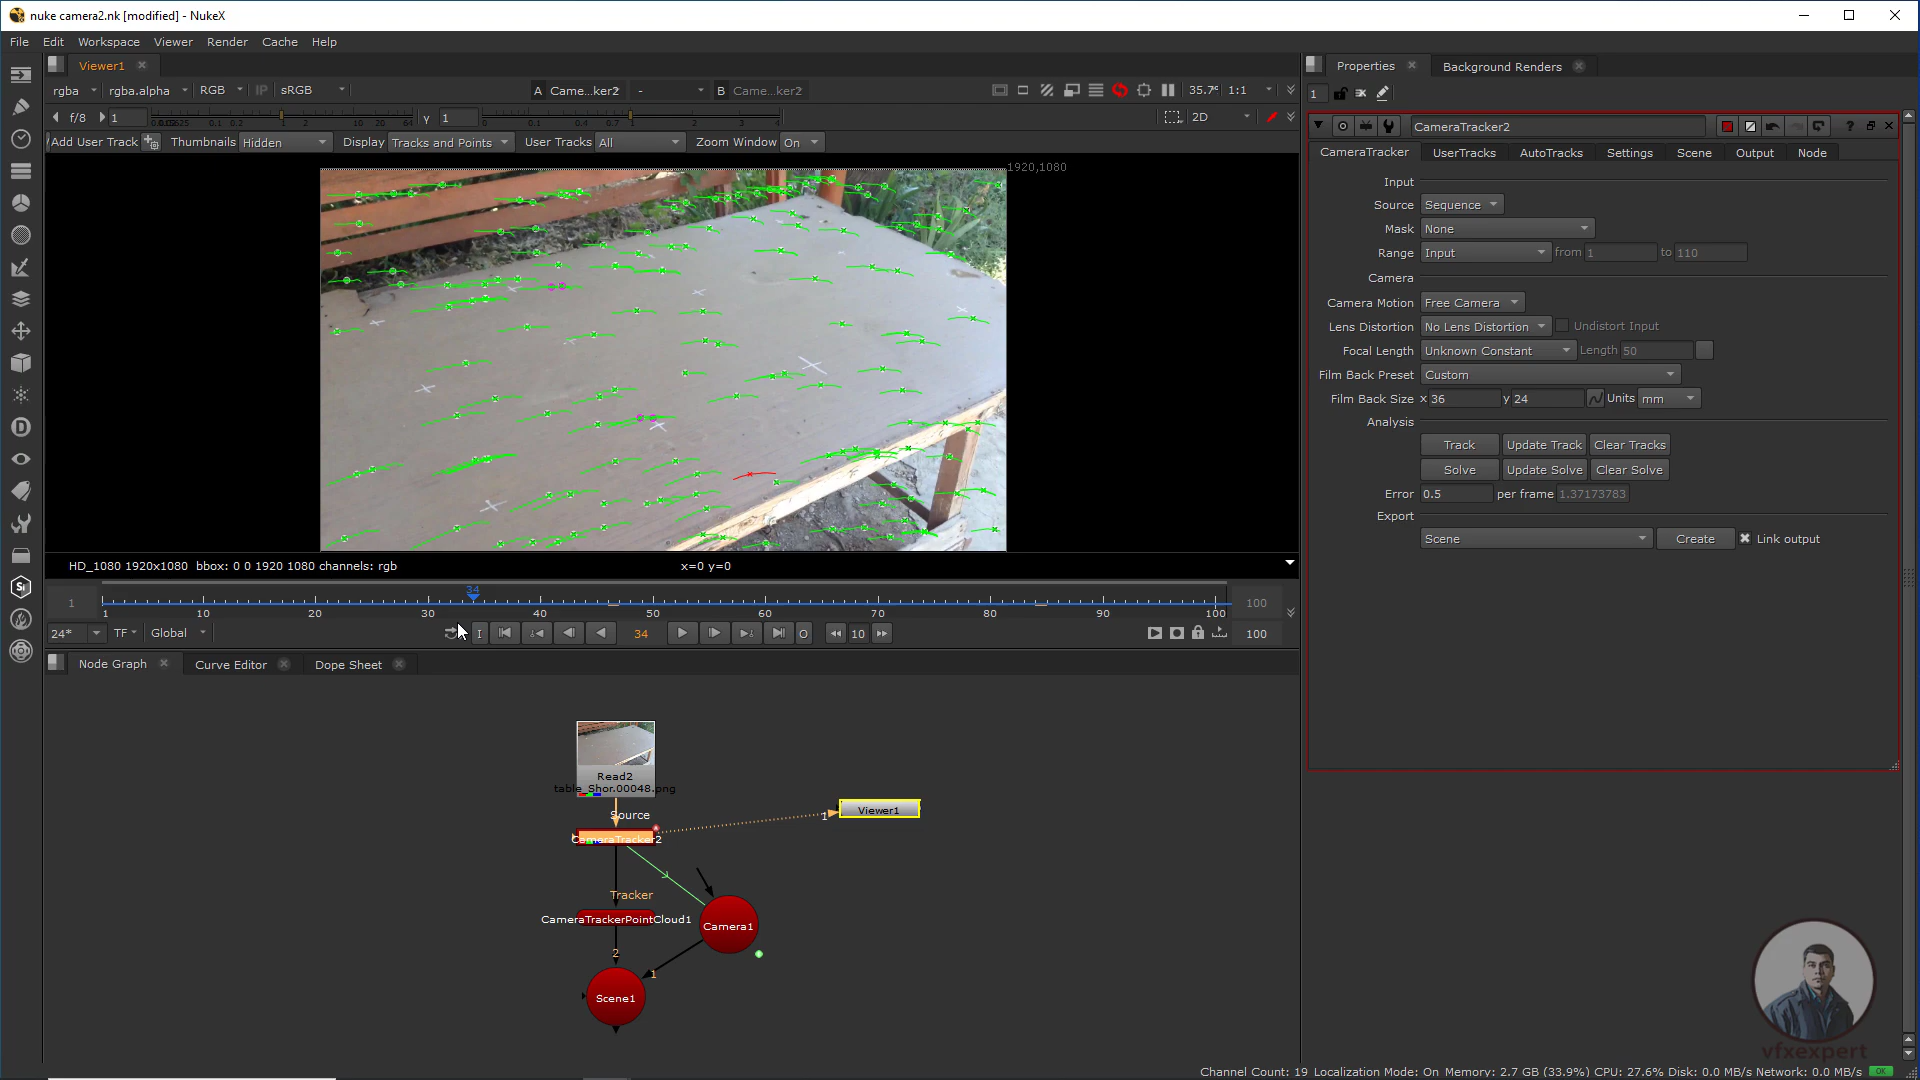 nuke camera2.nk [modified] - NukeX
File Edit Workspace Viewer Render Cache Help
Viewer1
rgba rgba.alpha RGB IP sRGB A Came...ker2 - B Came...ker2 35.7 1:1
f/8 1 y 1 2D
Add User Track Thumbnails Hidden Display Tracks and Points User Tracks All Zoom Window On
1920,1080
HD_1080 1920x1080 bbox: 0 0 1920 1080 channels: rgb x=0 y=0
34
1 1 10 20 30 40 50 60 70 80 90 100 100
24* TF Global I 34 O 10 100
Node Graph Curve Editor Dope Sheet
Read2
table_Shor.00048.png
Source
CameraTracker2
1 Viewer1
Tracker
CameraTrackerPointCloud1
Camera1
2
1
Scene1
Properties Background Renders
1
CameraTracker2
CameraTracker UserTracks AutoTracks Settings Scene Output Node
Input
Source Sequence
Mask None
Range Input from 1 to 110
Camera
Camera Motion Free Camera
Lens Distortion No Lens Distortion Undistort Input
Focal Length Unknown Constant Length 50
Film Back Preset Custom
Film Back Size x 36 y 24 Units mm
Analysis
Track Update Track Clear Tracks
Solve Update Solve Clear Solve
Error 0.5 per frame 1.37173783
Export
Scene Create Link output
vfxexpert
Channel Count: 19 Localization Mode: On Memory: 2.7 GB (33.9%) CPU: 27.6% Disk: 0.0 MB/s Network: 0.0 MB/s